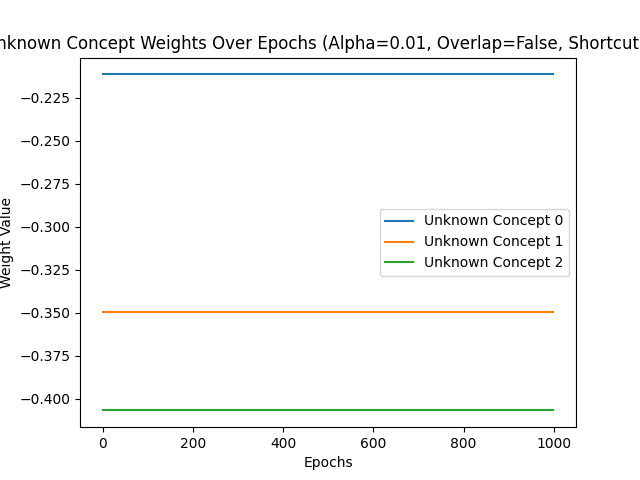 nknown Concept Weights Over Epochs (Alpha=0.01, Overlap=False, Shortcut
−0.225
−0.250
−0.275
−0.300
−0.325
−0.350
−0.375
−0.400
Weight Value
Unknown Concept 0
Unknown Concept 1
Unknown Concept 2
0 200 400 600 800 1000
Epochs